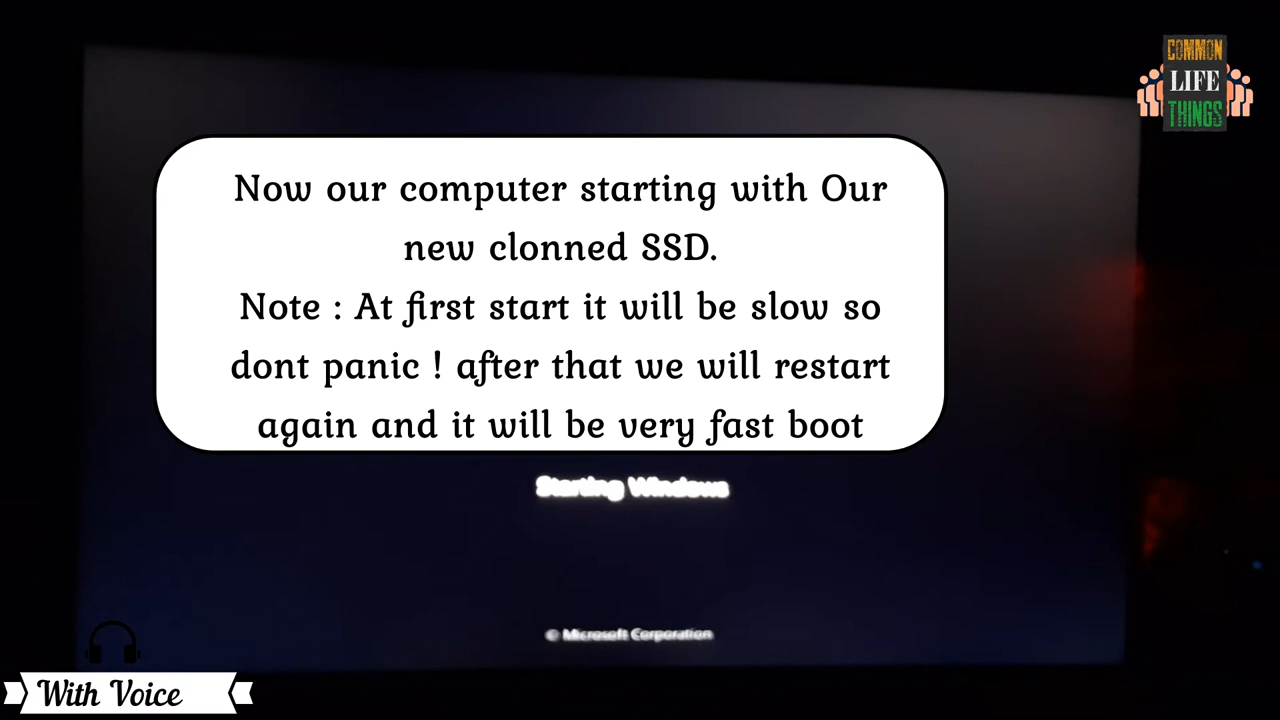 COMMON
LIFE
THINGS
Now our computer starting with Our
new clonned SSD.
Note : At first start it will be slow so
dont panic ! after that we will restart
again and it will be very fast boot
Starting Windows
© Microsoft Corporation
With Voice